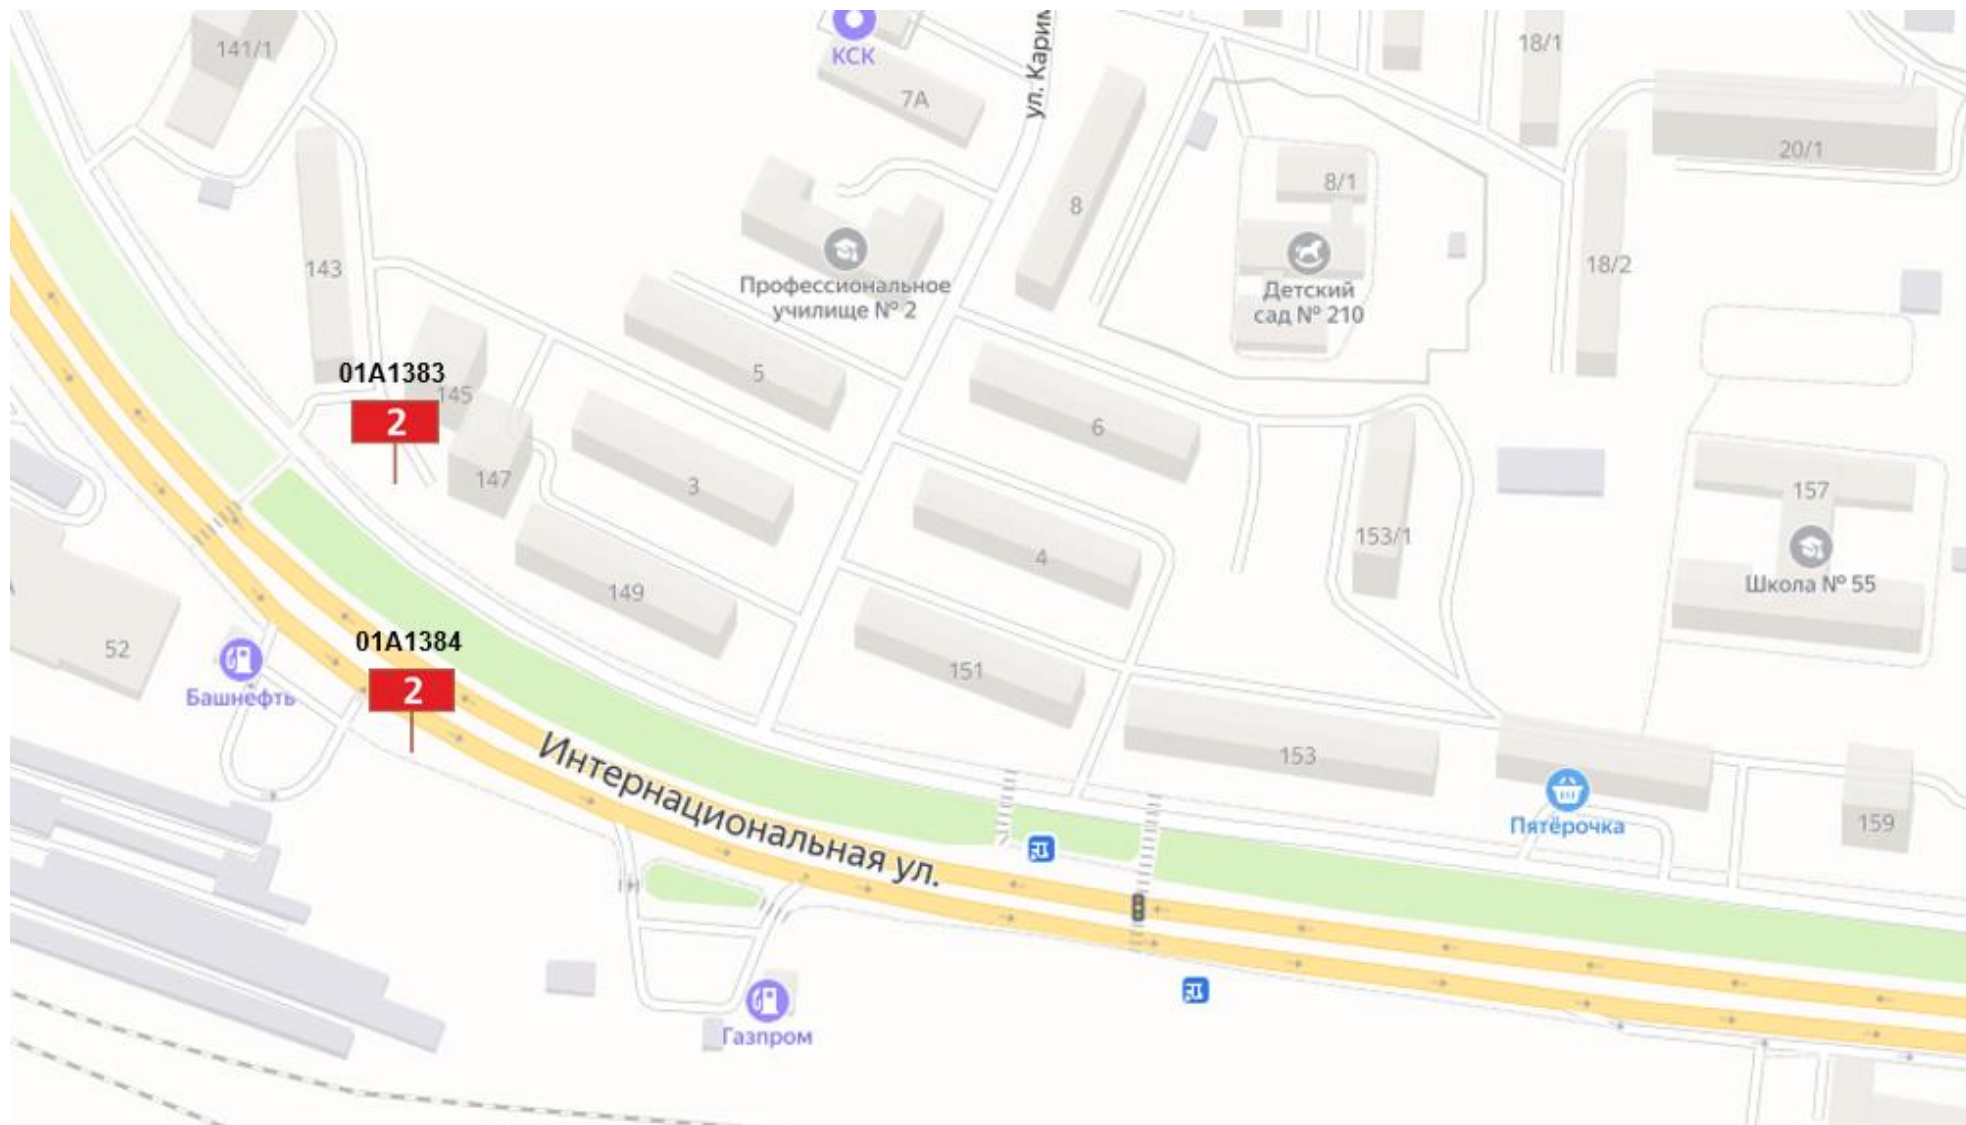 141/1
КСК
7А
ул. Карим
18/1
20/1
8
8/1
143
Профессиональное
училище № 2
Детский
сад № 210
18/2
01А1383
2
145
5
6
147
3
157
4
153/1
Школа № 55
149
52
01А1384
2
Башнефть
151
153
Интернациональная ул.
Пятёрочка
159
Газпром